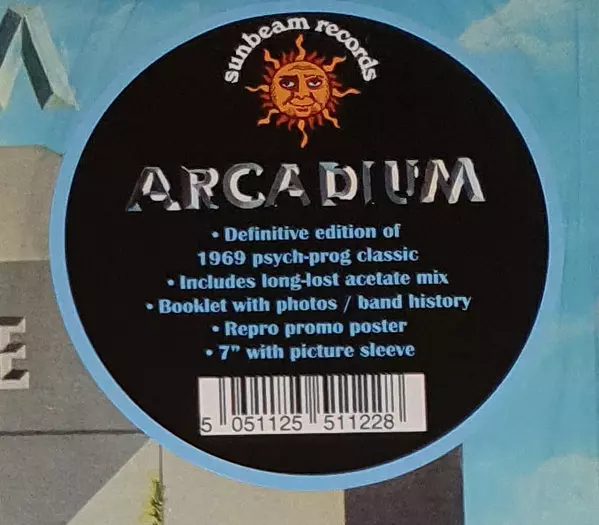 sunbeam records
ARCADIUM
• Definitive edition of
1969 psych-prog classic
• Includes long-lost acetate mix
• Booklet with photos / band history
• Repro promo poster
• 7” with picture sleeve
5 051125 511228
E